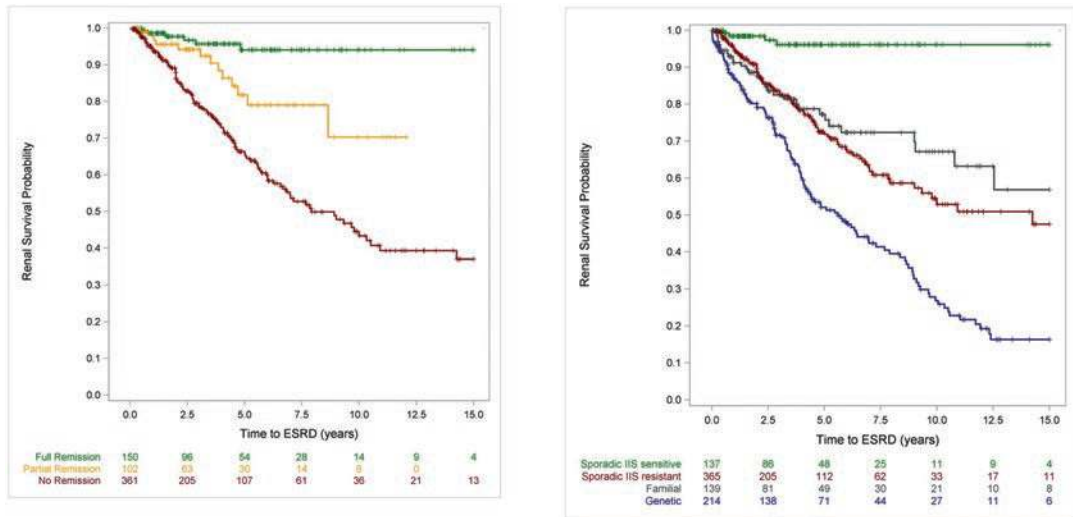 1.0
0.9
0.8
0.7
0.6
0.5
0.4
0.3
0.2
0.1
0.0
Renal Survival Probability
0.0 2.5 5.0 7.5 10.0 12.5 15.0
Time to ESRD (years)
Full Remission 150 96 54 28 14 9 4
Partial Remission 102 63 30 14 8 0
No Remission 361 205 107 61 36 21 13
1.0
0.9
0.8
0.7
0.6
0.5
0.4
0.3
0.2
0.1
0.0
Renal Survival Probability
0.0 2.5 5.0 7.5 10.0 12.5 15.0
Time to ESRD (years)
Sporadic IIS sensitive 137 86 48 25 11 9 4
Sporadic IIS resistant 365 205 112 62 33 17 11
Familial 139 81 49 30 21 10 8
Genetic 214 138 71 44 27 11 6